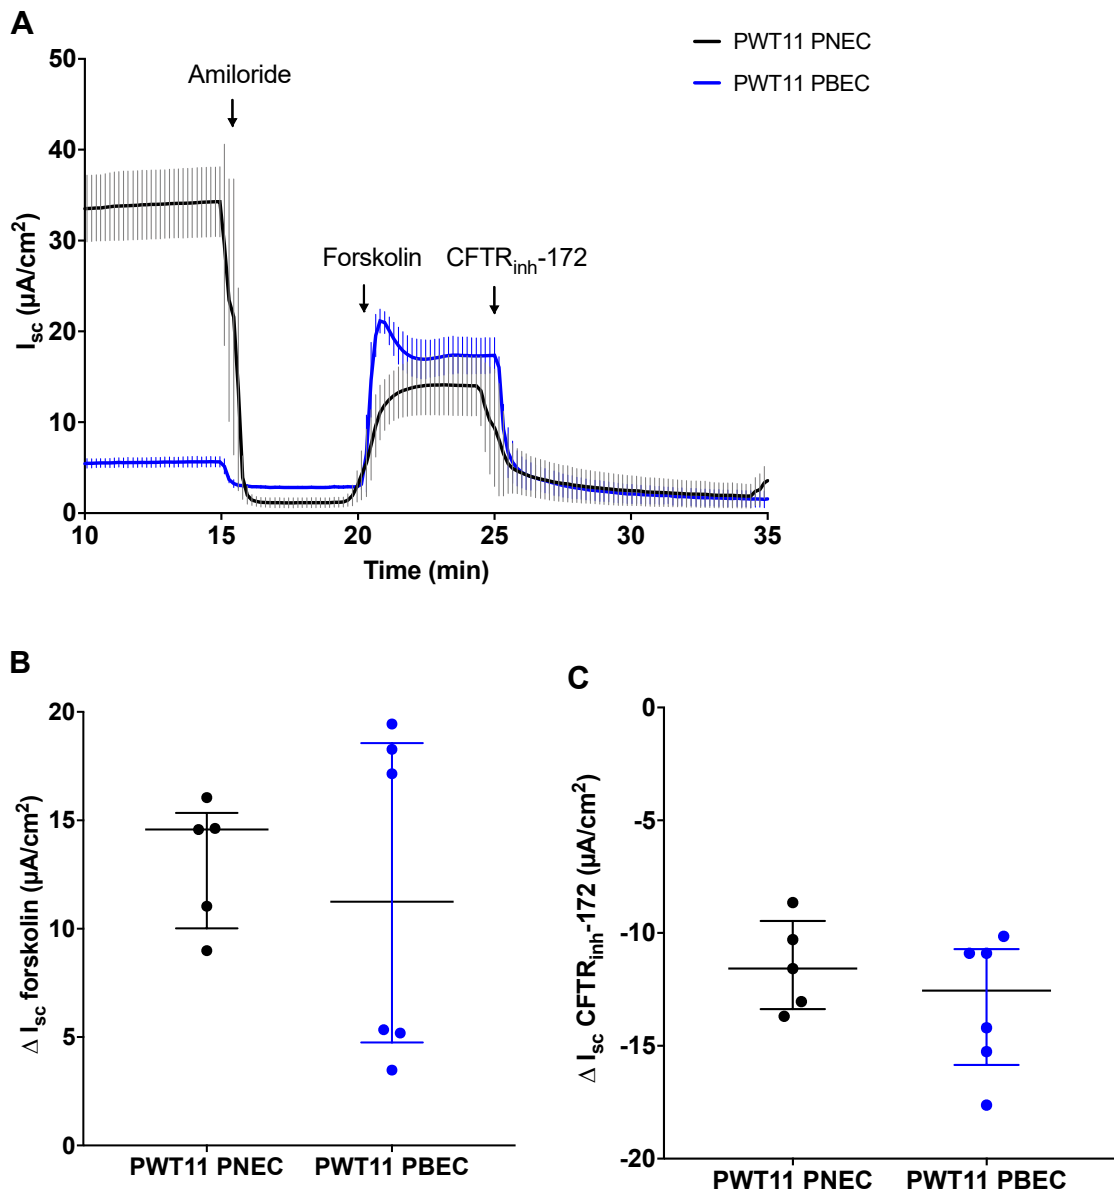 A
PWT11 PNEC
PWT11 PBEC
Amiloride
Forskolin
CFTRinh-172
Isc (µA/cm²)
50
40
30
20
10
0
10 15 20 25 30 35
Time (min)
B
Δ Isc forskolin (µA/cm²)
20
15
10
5
0
PWT11 PNEC PWT11 PBEC
C
Δ Isc CFTRinh-172 (µA/cm²)
0
-5
-10
-15
-20
PWT11 PNEC PWT11 PBEC